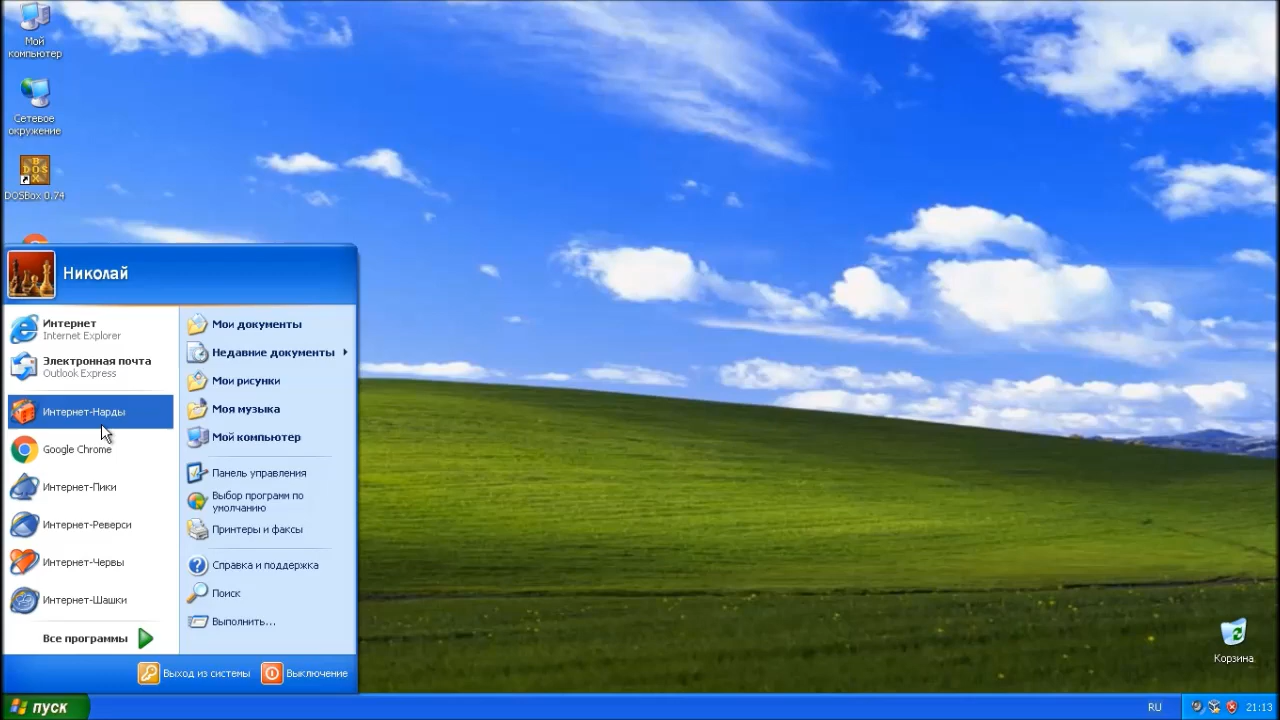 Мой
компьютер
Сетевое
окружение
DOSBox 0.74
Николай
Интернет
Internet Explorer
Электронная почта
Outlook Express
Интернет-Нарды
Google Chrome
Интернет-Пики
Интернет-Реверси
Интернет-Червы
Интернет-Шашки
Все программы
Мои документы
Недавние документы
Мои рисунки
Моя музыка
Мой компьютер
Панель управления
Выбор программ по
умолчанию
Принтеры и факсы
Справка и поддержка
Поиск
Выполнить...
Выход из системы
Выключение
Корзина
пуск
RU
21:13